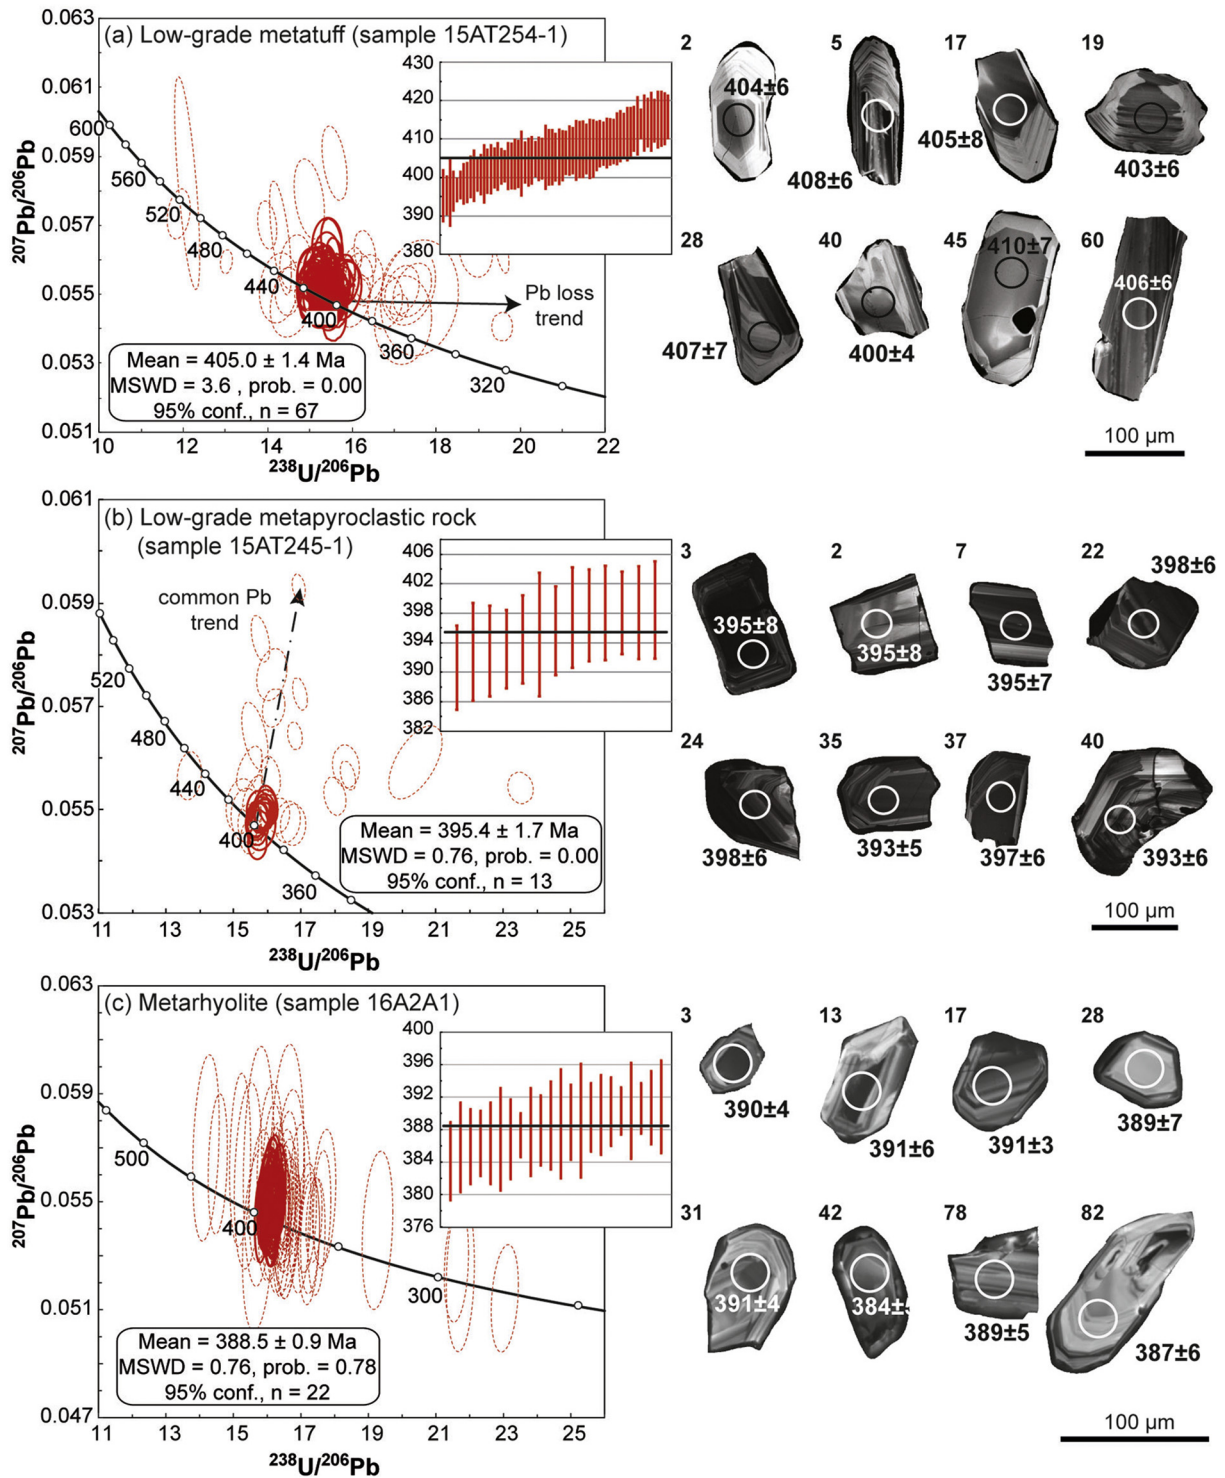 (a) Low-grade metatuff (sample 15AT254-1)
0.063
0.061
0.059
0.057
0.055
0.053
0.051
207Pb/206Pb
600
560
520
480
440
400
360
320
430
420
410
400
390
380
Pb loss
trend
Mean = 405.0 ± 1.4 Ma
MSWD = 3.6 , prob. = 0.00
95% conf., n = 67
10 12 14 16 18 20 22
238U/206Pb
2 5 17 19
404±6
408±6
405±8
403±6
28 40 45 60
407±7
400±4
410±7
406±6
100 µm
(b) Low-grade metapyroclastic rock
(sample 15AT245-1)
0.061
0.059
0.057
0.055
0.053
207Pb/206Pb
520
480
440
400
360
common Pb
trend
406
402
398
394
390
386
382
Mean = 395.4 ± 1.7 Ma
MSWD = 0.76, prob. = 0.00
95% conf., n = 13
11 13 15 17 19 21 23 25
238U/206Pb
3 2 7 22
395±8
395±8
395±7
398±6
24 35 37 40
398±6
393±5
397±6
393±6
100 µm
(c) Metarhyolite (sample 16A2A1)
0.063
0.059
0.055
0.051
0.047
207Pb/206Pb
500
400
300
400
396
392
388
384
380
376
Mean = 388.5 ± 0.9 Ma
MSWD = 0.76, prob. = 0.78
95% conf., n = 22
11 13 15 17 19 21 23 25
238U/206Pb
3 13 17 28
390±4
391±6
391±3
389±7
31 42 78 82
391±4
384±
389±5
387±6
100 µm